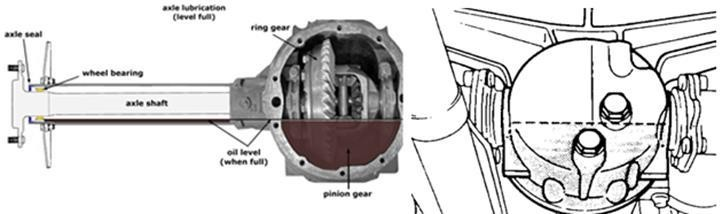 axle lubrication
(level full)
ring gear
axle seal
wheel bearing
axle shaft
oil level
(when full)
pinion gear